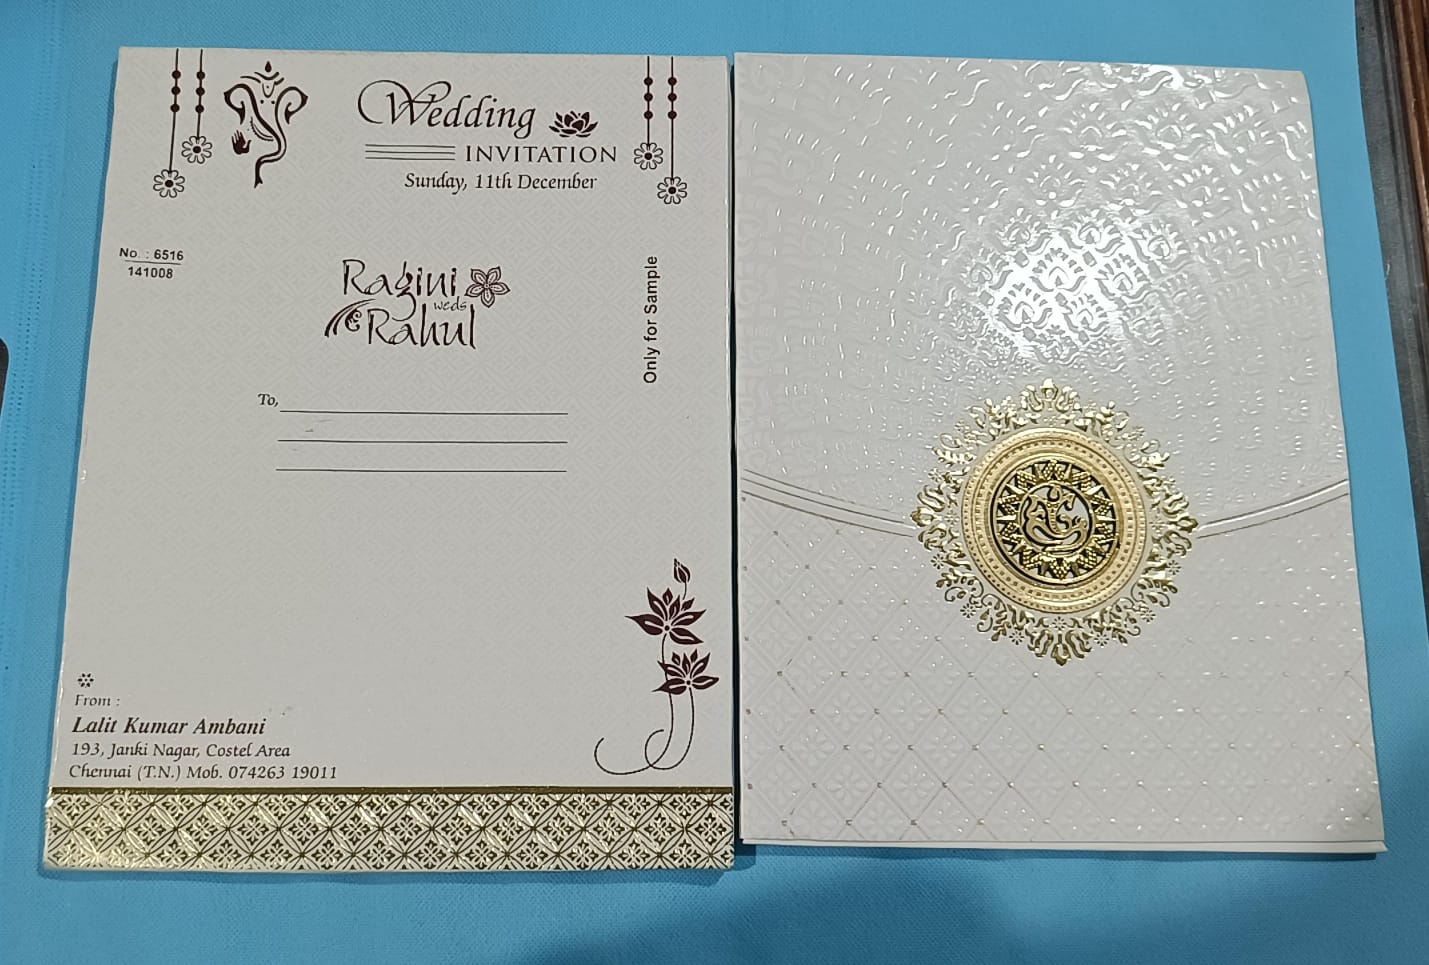 Wedding
INVITATION
Sunday, 11th December
No. : 6516
141008
Ragini
weds
Rahul
Only for Sample
To,
From :
Lalit Kumar Ambani
193, Janki Nagar, Costel Area
Chennai (T.N.) Mob. 074263 19011